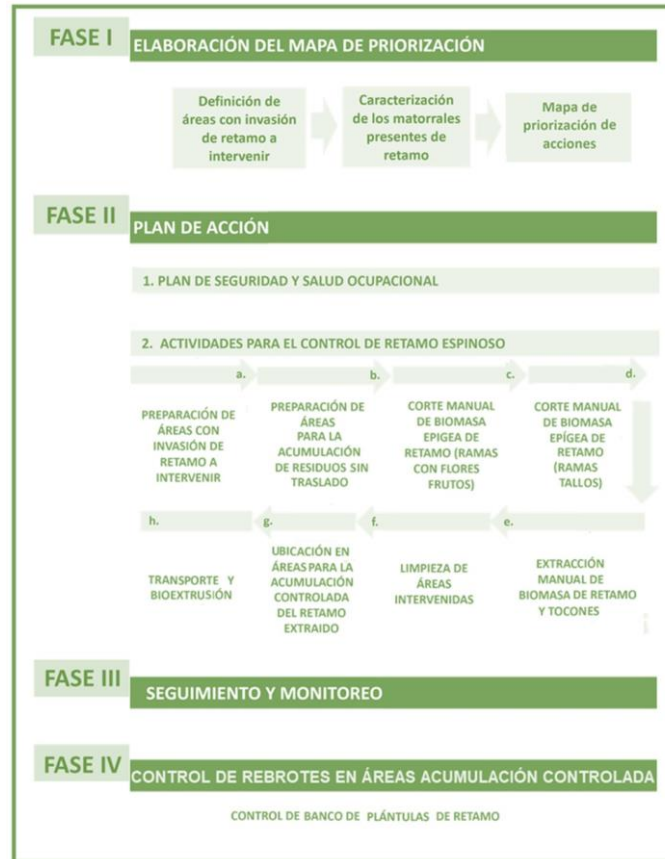 FASE I
ELABORACIÓN DEL MAPA DE PRIORIZACIÓN
Definición de
áreas con invasión
de retamo a
intervenir
Caracterización
de los matorrales
presentes de
retamo
Mapa de
priorización de
acciones
FASE II
PLAN DE ACCIÓN
1. PLAN DE SEGURIDAD Y SALUD OCUPACIONAL
2. ACTIVIDADES PARA EL CONTROL DE RETAMO ESPINOSO
a.
PREPARACIÓN DE
ÁREAS CON
INVASIÓN DE
RETAMO A
INTERVENIR
b.
PREPARACIÓN DE
ÁREAS
PARA LA
ACUMULACIÓN
DE RESIDUOS SIN
TRASLADO
c.
CORTE MANUAL
DE BIOMASA
EPIGEA DE
RETAMO (RAMAS
CON FLORES
FRUTOS)
d.
CORTE MANUAL
DE BIOMASA
EPÍGEA DE
RETAMO
(RAMAS
TALLOS)
e.
EXTRACCIÓN
MANUAL DE
BIOMASA DE RETAMO
Y TOCONES
f.
LIMPIEZA DE
ÁREAS
INTERVENIDAS
g.
UBICACIÓN EN
ÁREAS PARA LA
ACUMULACIÓN
CONTROLADA
DEL RETAMO
EXTRAIDO
h.
TRANSPORTE Y
BIOEXTRUSIÓN
FASE III
SEGUIMIENTO Y MONITOREO
FASE IV
CONTROL DE REBROTES EN ÁREAS ACUMULACIÓN CONTROLADA
CONTROL DE BANCO DE PLÁNTULAS DE RETAMO